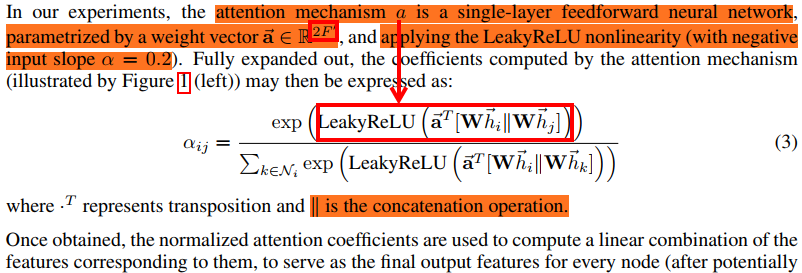 In our experiments, the attention mechanism a is a single-layer feedforward neural network,
parametrized by a weight vector $\vec{\mathbf{a}} \in \mathbb{R}^{2F'}$, and applying the LeakyReLU nonlinearity (with negative
input slope α = 0.2). Fully expanded out, the coefficients computed by the attention mechanism
(illustrated by Figure 1 (left)) may then be expressed as:
$\alpha_{ij} = \frac{\exp\left(\text{LeakyReLU}\left(\vec{\mathbf{a}}^T[\mathbf{W}\vec{h}_i \| \mathbf{W}\vec{h}_j]\right)\right)}{\sum_{k \in \mathcal{N}_i} \exp\left(\text{LeakyReLU}\left(\vec{\mathbf{a}}^T[\mathbf{W}\vec{h}_i \| \mathbf{W}\vec{h}_k]\right)\right)}$ (3)
where $\cdot^T$ represents transposition and ‖ is the concatenation operation.
Once obtained, the normalized attention coefficients are used to compute a linear combination of the
features corresponding to them, to serve as the final output features for every node (after potentially